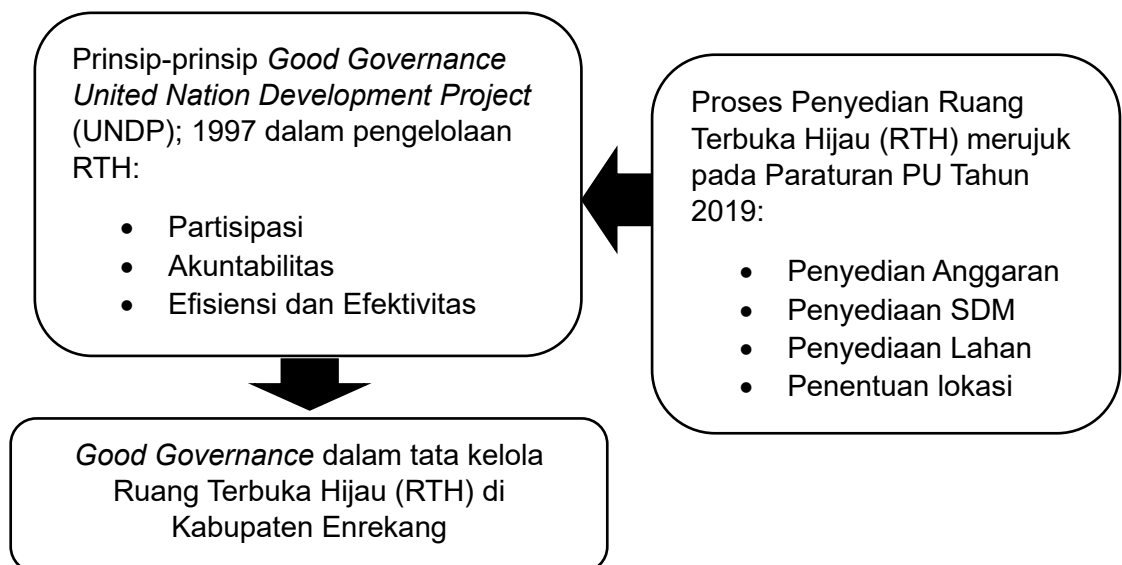 Prinsip-prinsip Good Governance
United Nation Development Project
(UNDP); 1997 dalam pengelolaan
RTH:
• Partisipasi
• Akuntabilitas
• Efisiensi dan Efektivitas
Proses Penyedian Ruang
Terbuka Hijau (RTH) merujuk
pada Paraturan PU Tahun
2019:
• Penyedian Anggaran
• Penyediaan SDM
• Penyediaan Lahan
• Penentuan lokasi
Good Governance dalam tata kelola
Ruang Terbuka Hijau (RTH) di
Kabupaten Enrekang